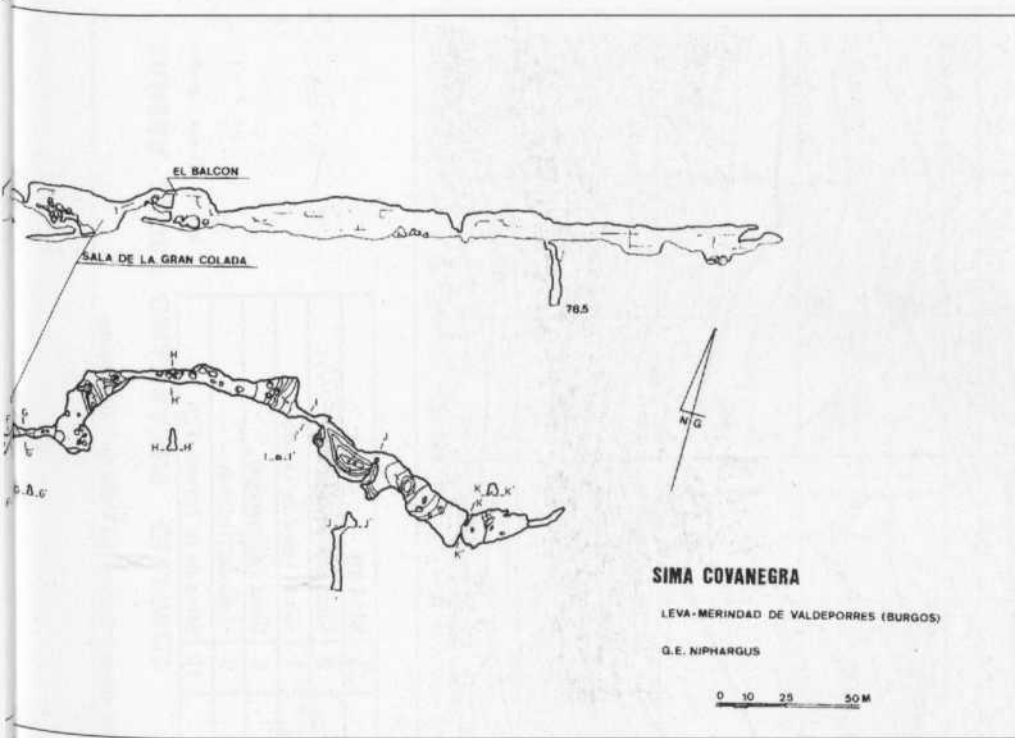 EL BALCON
SALA DE LA GRAN COLADA
78,5
H
H'
H H'
G
I
I I'
J
J J'
K K'
K
K'
G'
N G
SIMA COVANEGRA
LEVA-MERINDAD DE VALDEPORRES (BURGOS)
G.E. NIPHARGUS
0 10 25 50 M